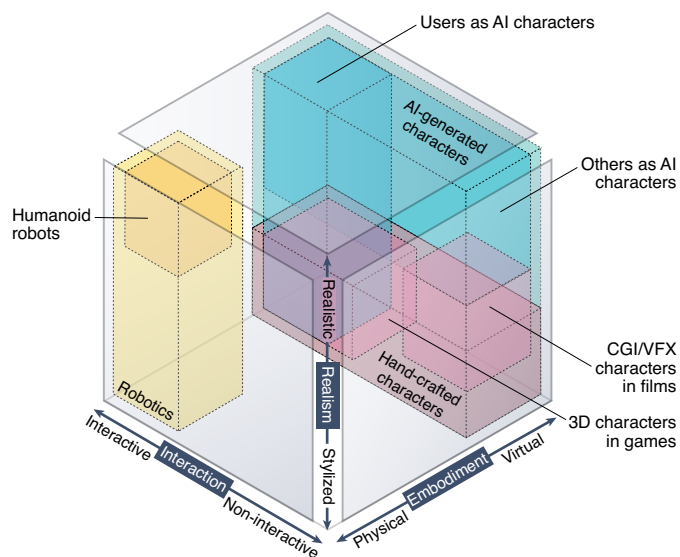 Users as AI characters
AI-generated
characters
Others as AI
characters
Humanoid
robots
Realistic
Realism
Stylized
CGI/VFX
characters
in films
Hand-crafted
characters
3D characters
in games
Robotics
Interactive
Interaction
Non-interactive
Physical
Embodiment
Virtual